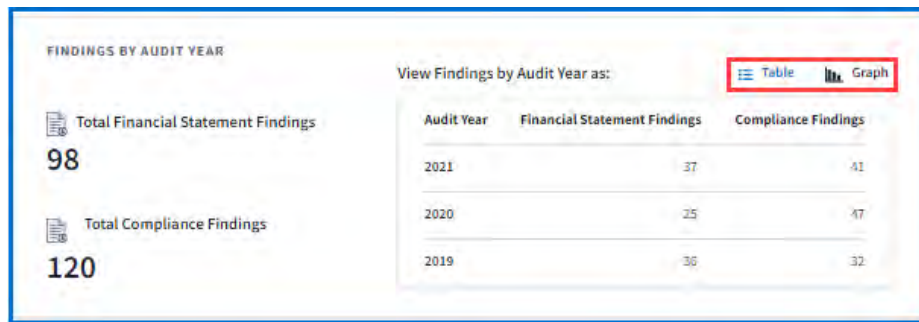 FINDINGS BY AUDIT YEAR
View Findings by Audit Year as:
Table
Graph
Total Financial Statement Findings
98
Total Compliance Findings
120
Audit Year Financial Statement Findings Compliance Findings
2021 37 41
2020 25 47
2019 36 32